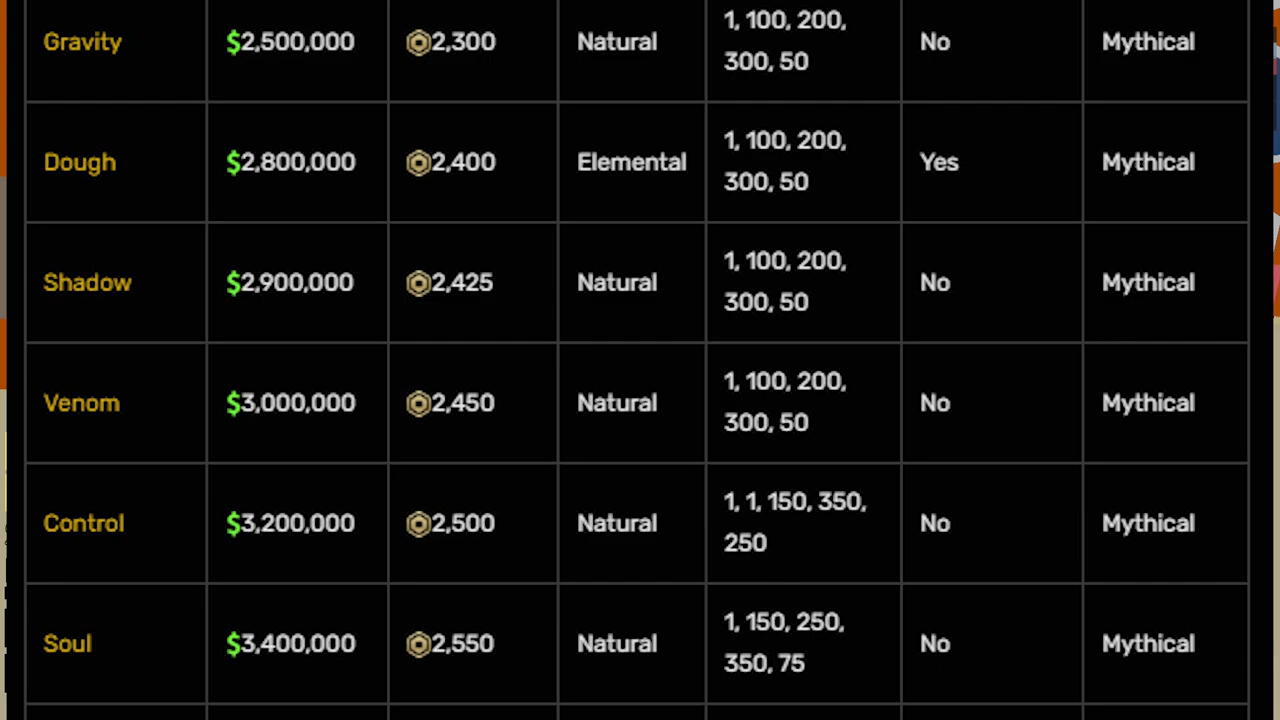 Gravity $2,500,000 2,300 Natural 1, 100, 200, 300, 50 No Mythical
Dough $2,800,000 2,400 Elemental 1, 100, 200, 300, 50 Yes Mythical
Shadow $2,900,000 2,425 Natural 1, 100, 200, 300, 50 No Mythical
Venom $3,000,000 2,450 Natural 1, 100, 200, 300, 50 No Mythical
Control $3,200,000 2,500 Natural 1, 1, 150, 350, 250 No Mythical
Soul $3,400,000 2,550 Natural 1, 150, 250, 350, 75 No Mythical